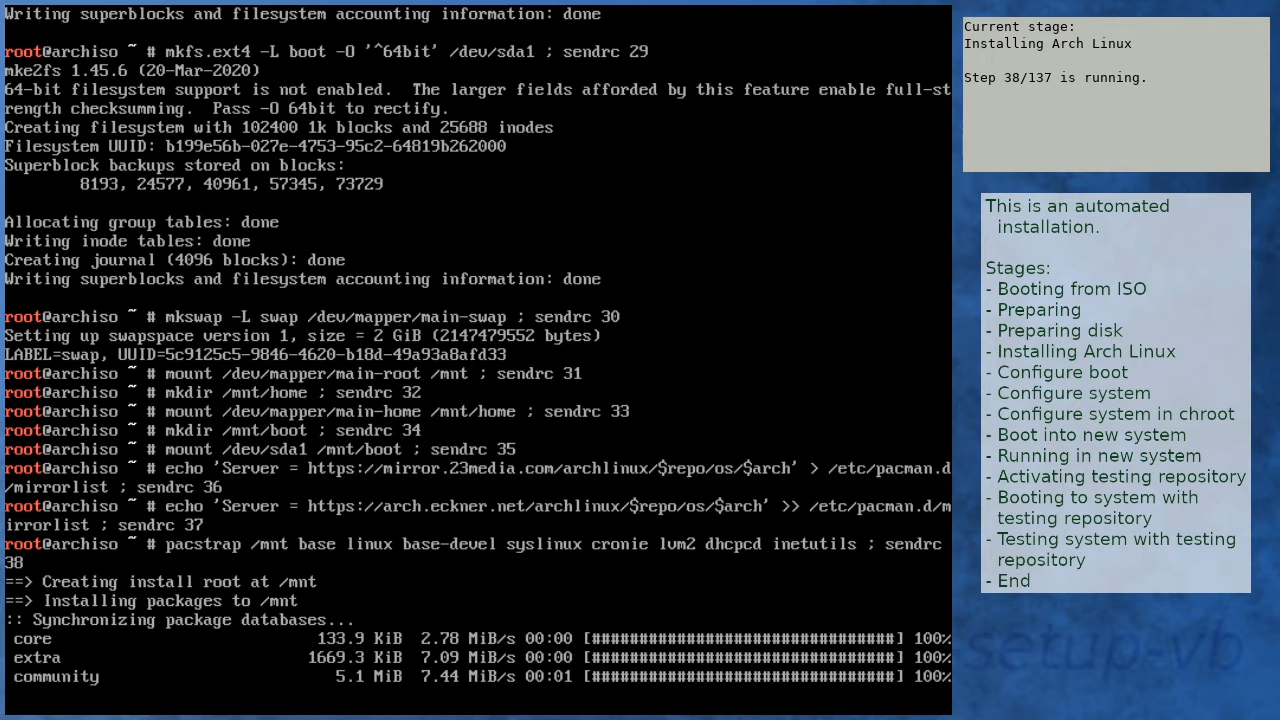 Writing superblocks and filesystem accounting information: done
root@archiso ~ # mkfs.ext4 -L boot -O '^64bit' /dev/sda1 ; sendrc 29
mke2fs 1.45.6 (20-Mar-2020)
64-bit filesystem support is not enabled.  The larger fields afforded by this feature enable full-st
rength checksumming.  Pass -O 64bit to rectify.
Creating filesystem with 102400 1k blocks and 25688 inodes
Filesystem UUID: b199e56b-027e-4753-95c2-64819b262000
Superblock backups stored on blocks:
        8193, 24577, 40961, 57345, 73729
Allocating group tables: done
Writing inode tables: done
Creating journal (4096 blocks): done
Writing superblocks and filesystem accounting information: done
root@archiso ~ # mkswap -L swap /dev/mapper/main-swap ; sendrc 30
Setting up swapspace version 1, size = 2 GiB (2147479552 bytes)
LABEL=swap, UUID=5c9125c5-9846-4620-b18d-49a93a8afd33
root@archiso ~ # mount /dev/mapper/main-root /mnt ; sendrc 31
root@archiso ~ # mkdir /mnt/home ; sendrc 32
root@archiso ~ # mount /dev/mapper/main-home /mnt/home ; sendrc 33
root@archiso ~ # mkdir /mnt/boot ; sendrc 34
root@archiso ~ # mount /dev/sda1 /mnt/boot ; sendrc 35
root@archiso ~ # echo 'Server = https://mirror.23media.com/archlinux/$repo/os/$arch' > /etc/pacman.d
/mirrorlist ; sendrc 36
root@archiso ~ # echo 'Server = https://arch.eckner.net/archlinux/$repo/os/$arch' >> /etc/pacman.d/m
irrorlist ; sendrc 37
root@archiso ~ # pacstrap /mnt base linux base-devel syslinux cronie lvm2 dhcpcd inetutils ; sendrc
38
==> Creating install root at /mnt
==> Installing packages to /mnt
:: Synchronizing package databases...
 core                            133.9 KiB  2.78 MiB/s 00:00 [################################] 100%
 extra                          1669.3 KiB  7.09 MiB/s 00:00 [################################] 100%
 community                         5.1 MiB  7.44 MiB/s 00:01 [################################] 100%
Current stage:
Installing Arch Linux
Step 38/137 is running.
This is an automated
installation.
Stages:
- Booting from ISO
- Preparing
- Preparing disk
- Installing Arch Linux
- Configure boot
- Configure system
- Configure system in chroot
- Boot into new system
- Running in new system
- Activating testing repository
- Booting to system with
testing repository
- Testing system with testing
repository
- End
setup-vb